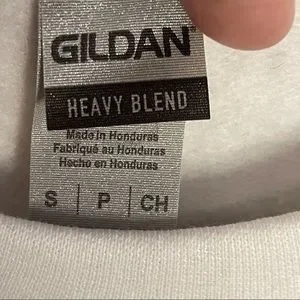 GILDAN
HEAVY BLEND
Made in Honduras
Fabriqué au Honduras
Hecho en Honduras
S | P | CH